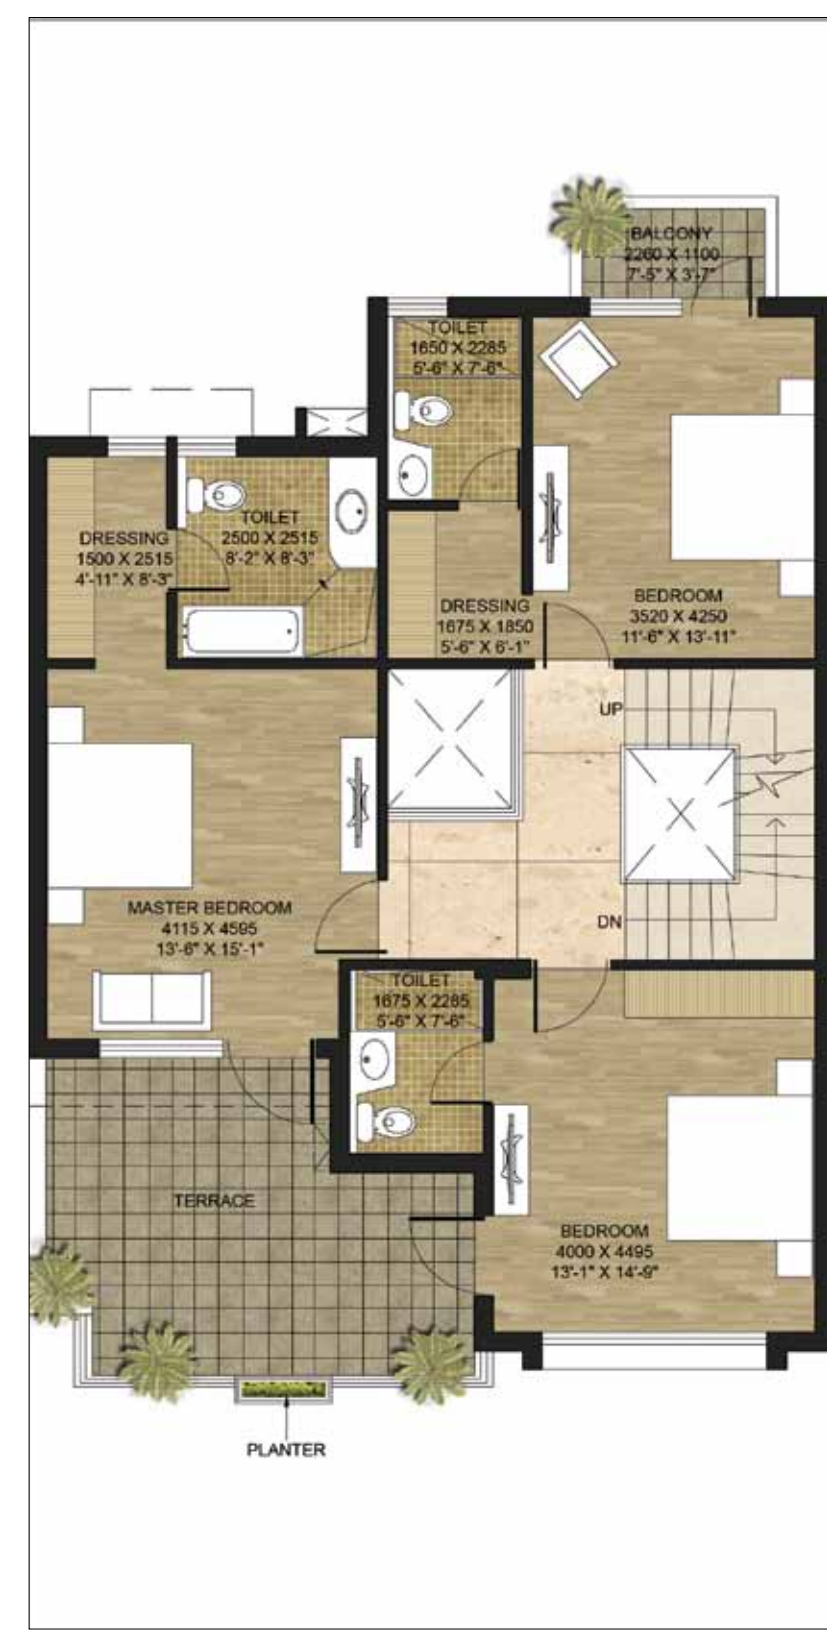 BALCONY
2260 X 1100
7'-5" X 3'-7"
TOILET
1650 X 2285
5'-6" X 7'-6"
DRESSING
1500 X 2515
4'-11" X 8'-3"
TOILET
2500 X 2515
8'-2" X 8'-3"
DRESSING
1675 X 1850
5'-6" X 6'-1"
BEDROOM
3520 X 4250
11'-6" X 13'-11"
UP
MASTER BEDROOM
4115 X 4595
13'-6" X 15'-1"
DN
TOILET
1675 X 2285
5'-6" X 7'-6"
TERRACE
BEDROOM
4000 X 4495
13'-1" X 14'-9"
PLANTER